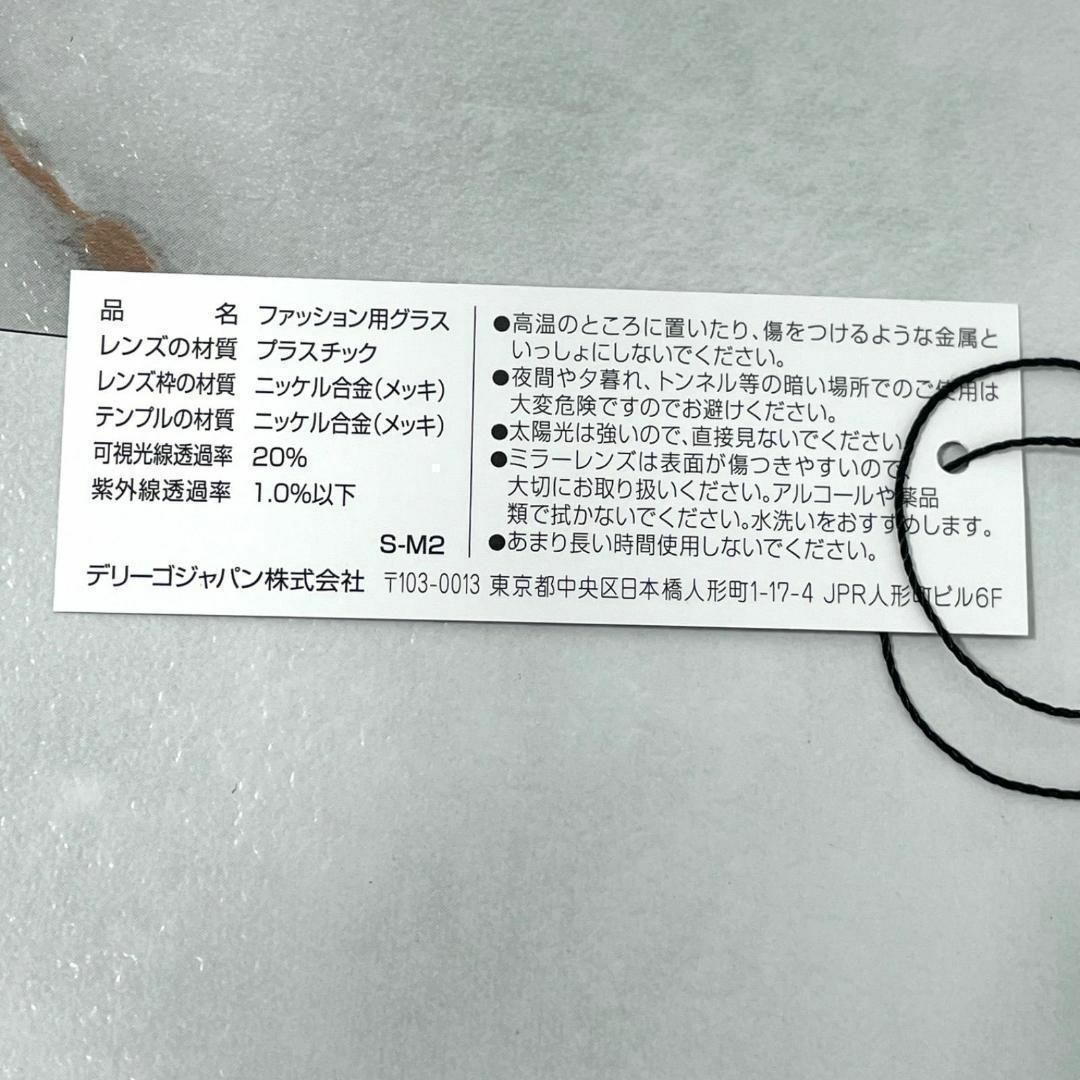 品名 ファッション用グラス
レンズの材質 プラスチック
レンズ枠の材質 ニッケル合金(メッキ)
テンプルの材質 ニッケル合金(メッキ)
可視光線透過率 20%
紫外線透過率 1.0%以下
S-M2
●高温のところに置いたり、傷をつけるような金属と
いっしょにしないでください。
●夜間や夕暮れ、トンネル等の暗い場所でのご使用は
大変危険ですのでお避けください。
●太陽光は強いので、直接見ないでください。
●ミラーレンズは表面が傷つきやすいので、
大切にお取り扱いください。アルコールや薬品
類で拭かないでください。水洗いをおすすめします。
●あまり長い時間使用しないでください。
デリーゴジャパン株式会社 〒103-0013 東京都中央区日本橋人形町1-17-4 JPR人形町ビル6F